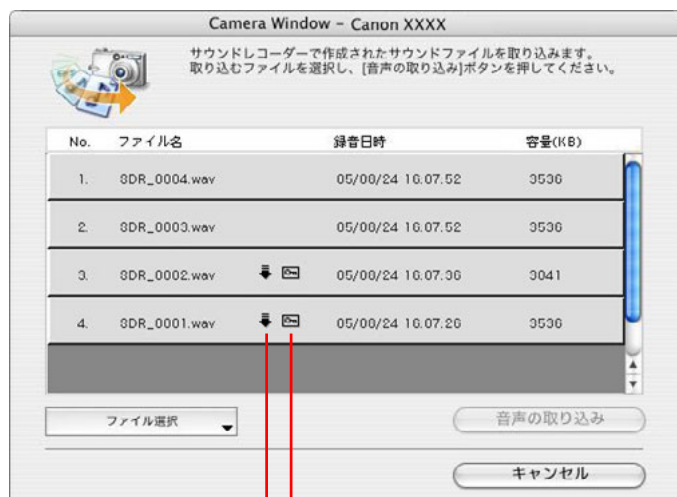 Camera Window - Canon XXXX
サウンドレコーダーで作成されたサウンドファイルを取り込みます。
取り込むファイルを選択し、[音声の取り込み]ボタンを押してください。
No. ファイル名 録音日時 容量(KB)
1. SDR_0004.wav 05/08/24 16.07.52 3536
2. SDR_0003.wav 05/08/24 16.07.52 3536
3. SDR_0002.wav 05/08/24 16.07.36 3041
4. SDR_0001.wav 05/08/24 16.07.26 3536
ファイル選択
音声の取り込み
キャンセル